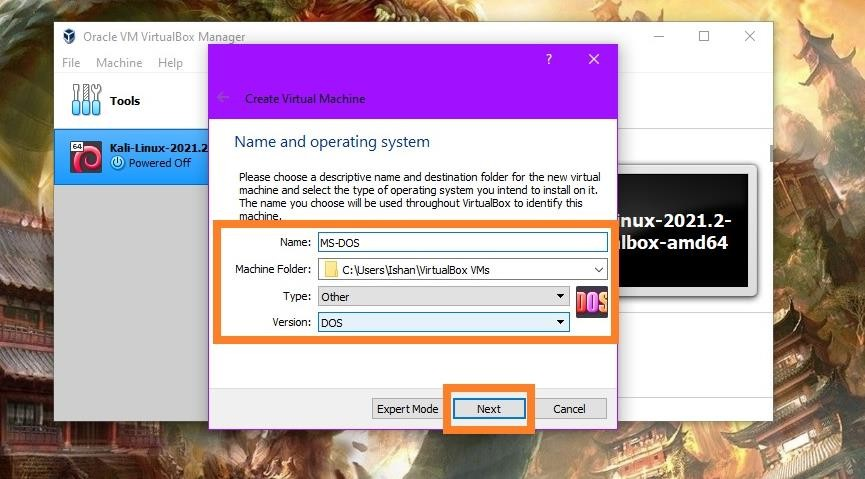 Oracle VM VirtualBox Manager
File Machine Help
Tools
64
Kali-Linux-2021.2
Powered Off
?
Create Virtual Machine
Name and operating system
Please choose a descriptive name and destination folder for the new virtual
machine and select the type of operating system you intend to install on it.
The name you choose will be used throughout VirtualBox to identify this
machine.
Name: MS-DOS
Machine Folder: C:\Users\Ishan\VirtualBox VMs
Type: Other
DOS
Version: DOS
Expert Mode Next Cancel
inux-2021.2-
lbox-amd64